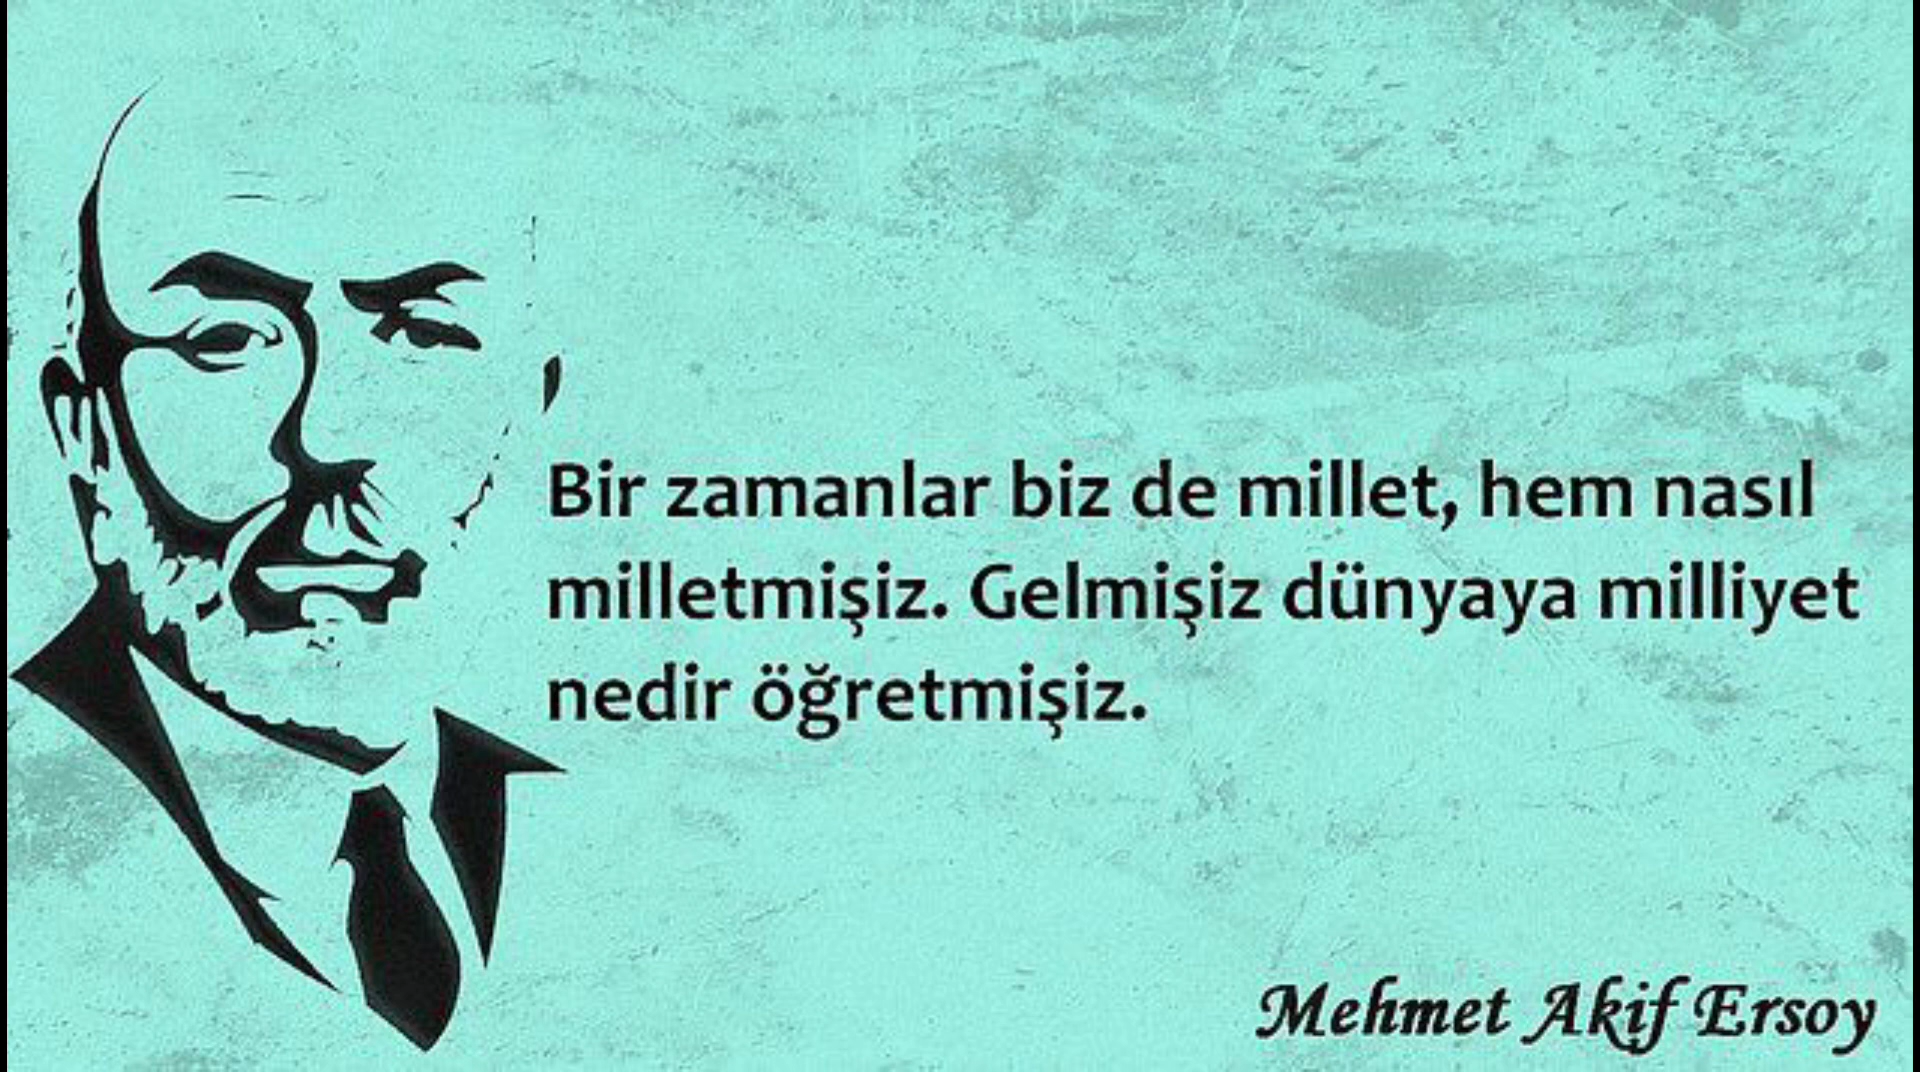 Bir zamanlar biz de millet, hem nasıl
milletmişiz. Gelmişiz dünyaya milliyet
nedir öğretmişiz.
Mehmet Akif Ersoy